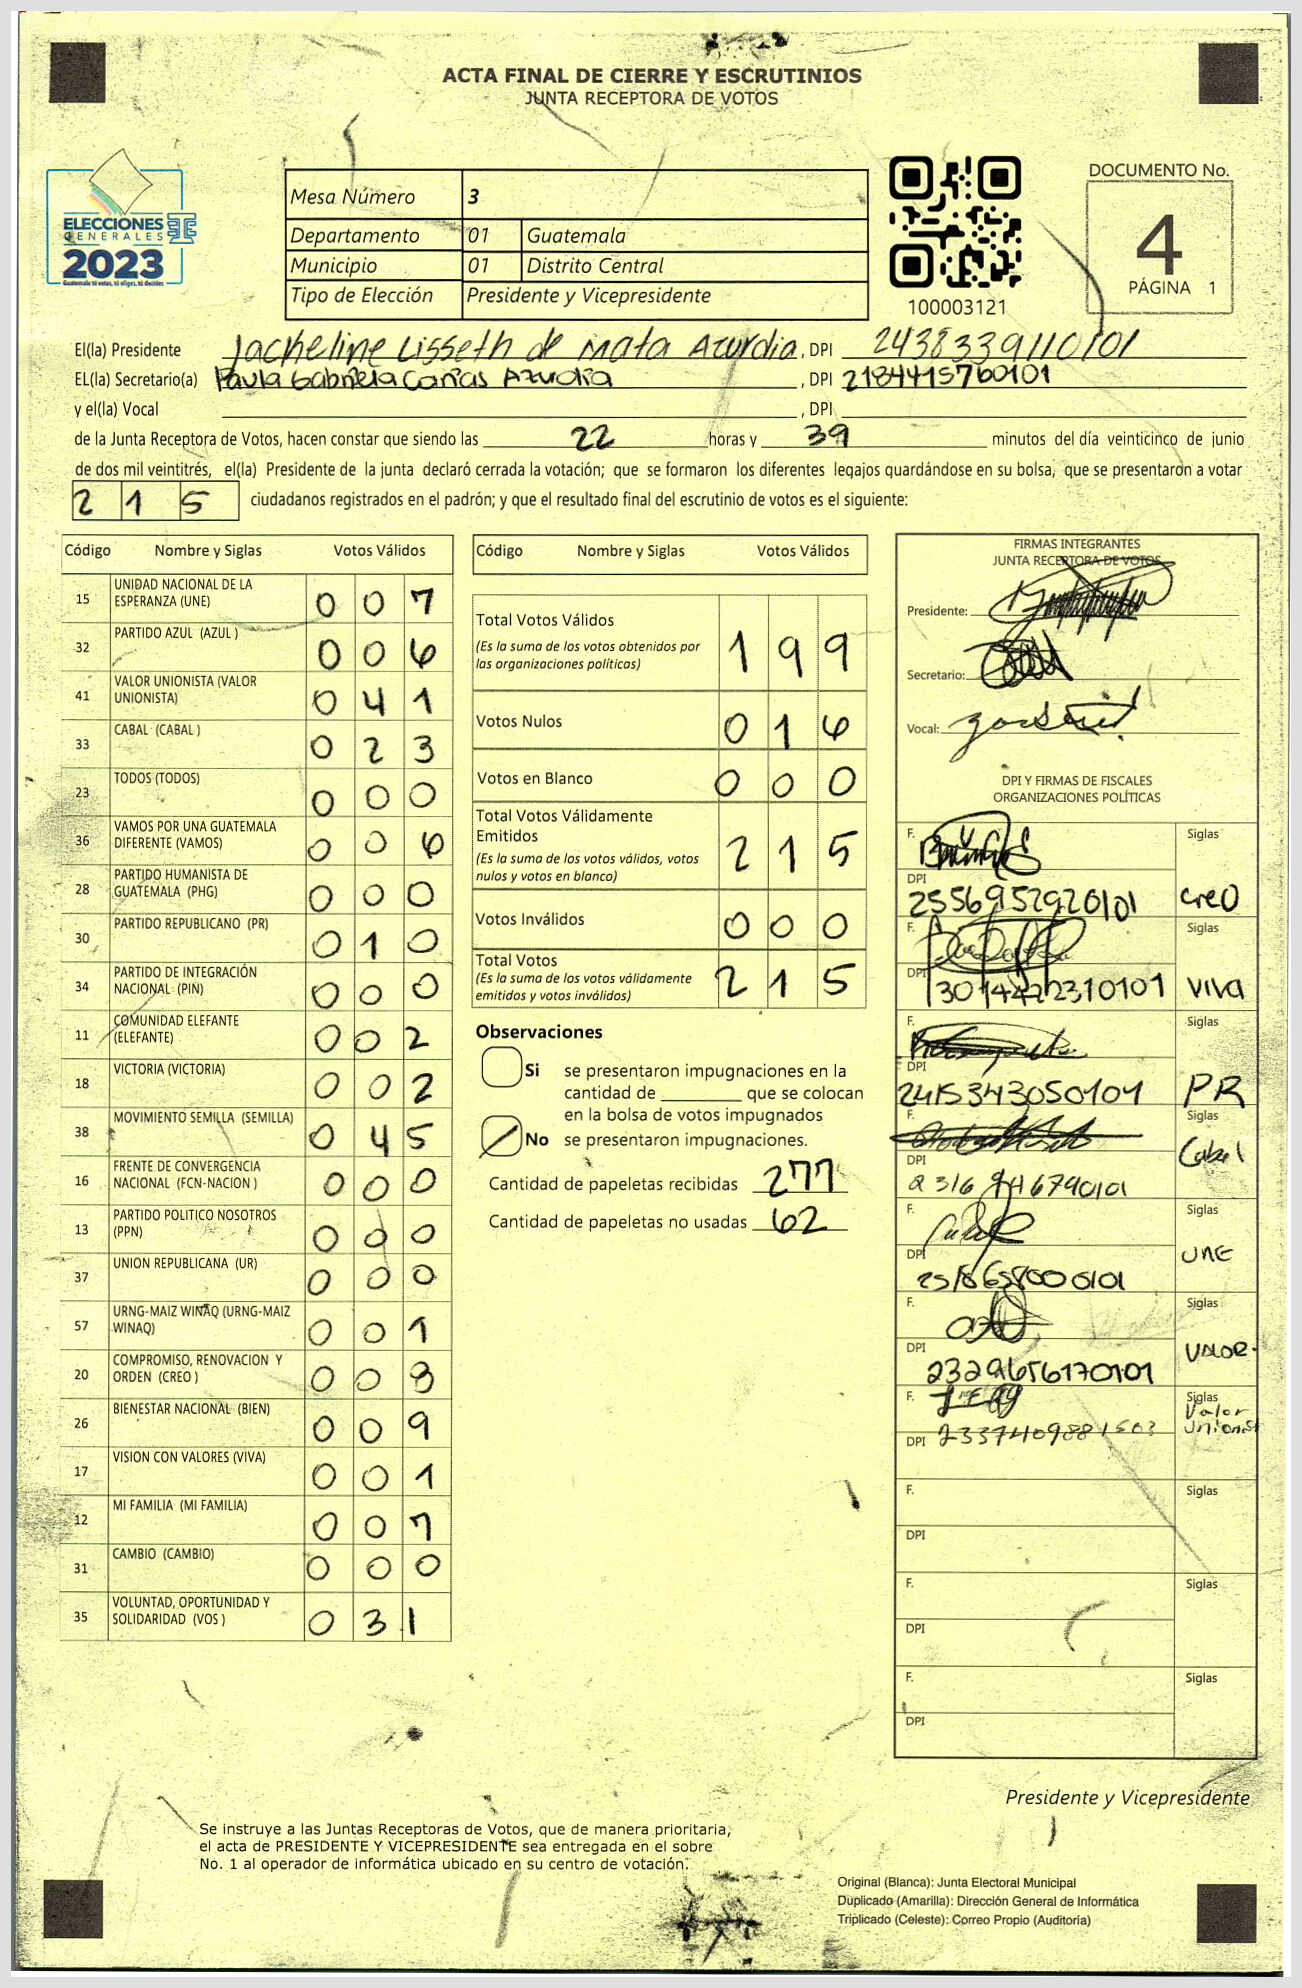 ACTA FINAL DE CIERRE Y ESCRUTINIOS
JUNTA RECEPTORA DE VOTOS
ELECCIONES
GENERALES
2023
Guatemala tú votas, tú eliges, tú decides
Mesa Número 3
Departamento 01 Guatemala
Municipio 01 Distrito Central
Tipo de Elección Presidente y Vicepresidente
100003121
DOCUMENTO No.
4
PÁGINA 1
El(la) Presidente Jacheline Lisseth de Mata Azurdia, DPI 2438339110101
EL(la) Secretario(a) Paula Gabriela Carias Azurdia, DPI 2184415760101
y el(la) Vocal , DPI
de la Junta Receptora de Votos, hacen constar que siendo las 22 horas y 39 minutos del día veinticinco de junio
de dos mil veintitrés, el(la) Presidente de la junta declaró cerrada la votación; que se formaron los diferentes legajos quardándose en su bolsa, que se presentaron a votar
215 ciudadanos registrados en el padrón; y que el resultado final del escrutinio de votos es el siguiente:
Código Nombre y Siglas Votos Válidos
15 UNIDAD NACIONAL DE LA ESPERANZA (UNE) 0 0 7
32 PARTIDO AZUL (AZUL ) 0 0 6
41 VALOR UNIONISTA (VALOR UNIONISTA) 0 4 1
33 CABAL (CABAL ) 0 2 3
23 TODOS (TODOS) 0 0 0
36 VAMOS POR UNA GUATEMALA DIFERENTE (VAMOS) 0 0 6
28 PARTIDO HUMANISTA DE GUATEMALA (PHG) 0 0 0
30 PARTIDO REPUBLICANO (PR) 0 1 0
34 PARTIDO DE INTEGRACIÓN NACIONAL (PIN) 0 0 0
11 COMUNIDAD ELEFANTE (ELEFANTE) 0 0 2
18 VICTORIA (VICTORIA) 0 0 2
38 MOVIMIENTO SEMILLA (SEMILLA) 0 4 5
16 FRENTE DE CONVERGENCIA NACIONAL (FCN-NACION ) 0 0 0
13 PARTIDO POLITICO NOSOTROS (PPN) 0 0 0
37 UNION REPUBLICANA (UR) 0 0 0
57 URNG-MAIZ WINAQ (URNG-MAIZ WINAQ) 0 0 1
20 COMPROMISO, RENOVACION Y ORDEN (CREO ) 0 0 8
26 BIENESTAR NACIONAL (BIEN) 0 0 9
17 VISION CON VALORES (VIVA) 0 0 1
12 MI FAMILIA (MI FAMILIA) 0 0 7
31 CAMBIO (CAMBIO) 0 0 0
35 VOLUNTAD, OPORTUNIDAD Y SOLIDARIDAD (VOS ) 0 3 1
Código Nombre y Siglas Votos Válidos
Total Votos Válidos 1 9 9
(Es la suma de los votos obtenidos por
las organizaciones políticas)
Votos Nulos 0 1 6
Votos en Blanco 0 0 0
Total Votos Válidamente
Emitidos 2 1 5
(Es la suma de los votos válidos, votos
nulos y votos en blanco)
Votos Inválidos 0 0 0
Total Votos 2 1 5
(Es la suma de los votos válidamente
emitidos y votos inválidos)
Observaciones
Si se presentaron impugnaciones en la
cantidad de ________ que se colocan
en la bolsa de votos impugnados
No se presentaron impugnaciones.
Cantidad de papeletas recibidas 277
Cantidad de papeletas no usadas 62
FIRMAS INTEGRANTES
JUNTA RECEPTORA DE VOTOS
Presidente:
Secretario:
Vocal:
DPI Y FIRMAS DE FISCALES
ORGANIZACIONES POLÍTICAS
F. Siglas
DPI 25569152920101 CREO
F. Siglas
DPI VIVA
F. Siglas
DPI 2415343050101 PR
F. Siglas
DPI Cabal
F. Siglas
DPI UNE
F. Siglas
DPI 2329656170101 VALOR.
F. Siglas
DPI 2337409881503 Valor Unionist
F. Siglas
DPI
F. Siglas
DPI
F. Siglas
DPI
Presidente y Vicepresidente
Se instruye a las Juntas Receptoras de Votos, que de manera prioritaria,
el acta de PRESIDENTE Y VICEPRESIDENTE sea entregada en el sobre
No. 1 al operador de informática ubicado en su centro de votación.
Original (Blanca): Junta Electoral Municipal
Duplicado (Amarilla): Dirección General de Informática
Triplicado (Celeste): Correo Propio (Auditoría)